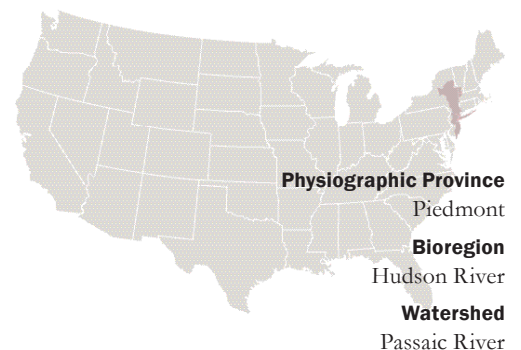 Physiographic Province
Piedmont
Bioregion
Hudson River
Watershed
Passaic River